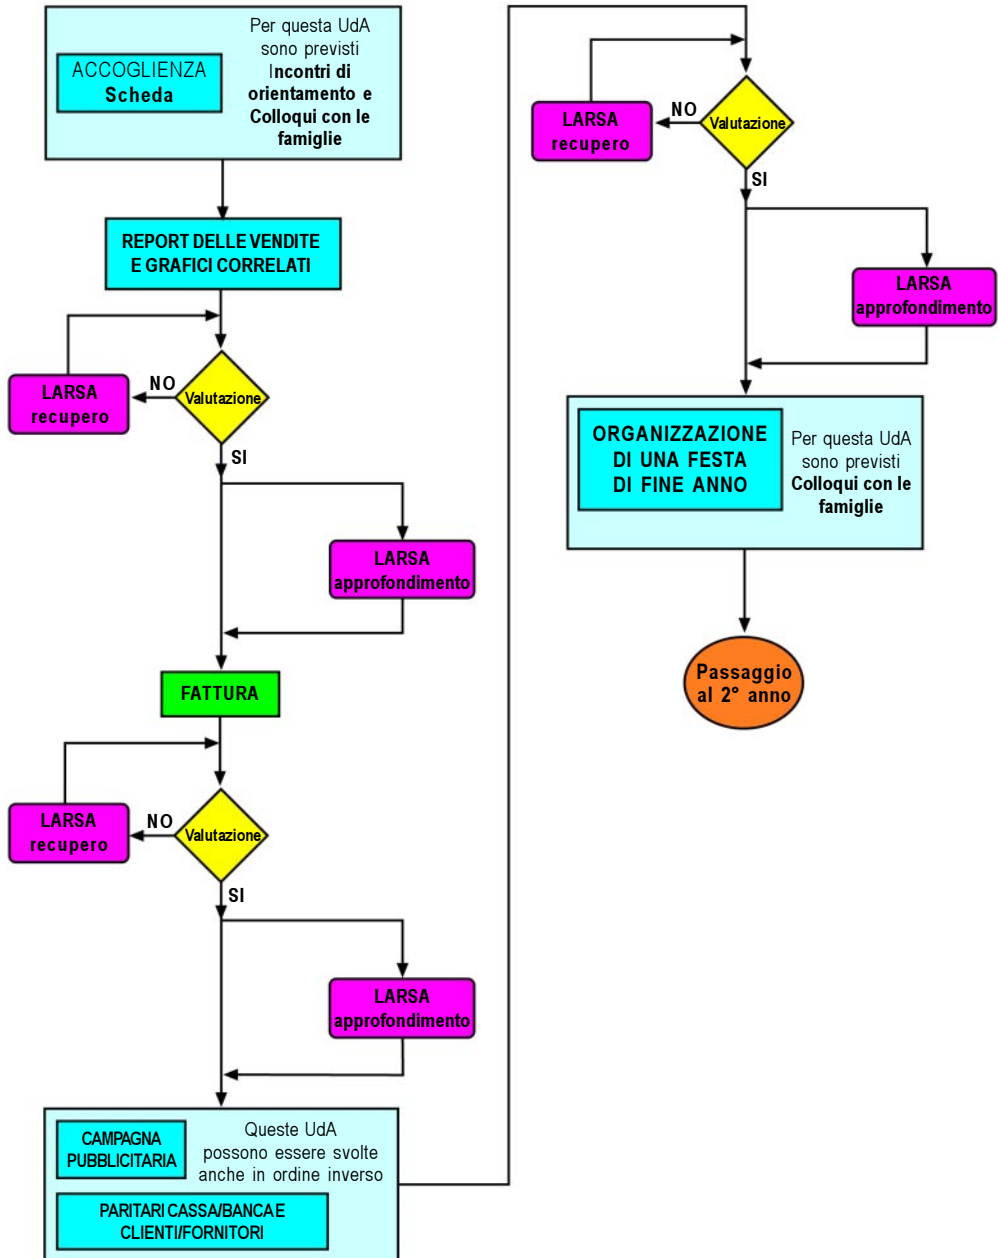 ACCOGLIENZA
Scheda
Per questa UdA
sono previsti
Incontri di
orientamento e
Colloqui con le
famiglie
REPORT DELLE VENDITE
E GRAFICI CORRELATI
LARSA
recupero
NO
Valutazione
SI
LARSA
approfondimento
FATTURA
LARSA
recupero
NO
Valutazione
SI
LARSA
approfondimento
CAMPAGNA
PUBBLICITARIA
Queste UdA
possono essere svolte
anche in ordine inverso
PARITARI CASSA/BANCA E
CLIENTI/FORNITORI
LARSA
recupero
NO
Valutazione
SI
LARSA
approfondimento
ORGANIZZAZIONE
DI UNA FESTA
DI FINE ANNO
Per questa UdA
sono previsti
Colloqui con le
famiglie
Passaggio
al 2° anno